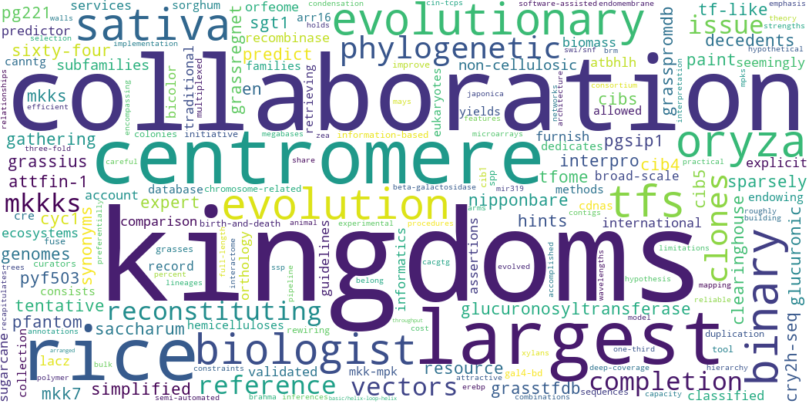 pg221 services sorghum orfeome arr16 evolutionary software-assisted endomembrane tf-like emphasis
walls sativa sgt1 holds condensation cin-tcps issue theory
predictor selection recombinase biomass swi/snf brm decedents strengths
canntg implementation predict phylogenetic grasspromdb binary
sixty-four grassregnet improve non-cellulosic atbhlh paint seemingly
subfamilies families en multiplexed traditional retrieving
relationships mkks bicolor cibs hypothetical
collaboration
efficient encompassing colonies initiative megabases mays consortium yields eukaryotes japonica networks architecture allowed mpks interpretation
gathering three-fold zea information-based features microarrays furnish pgsip1 oryza
centromere
grassius careful share dedicates interpro cib4 practical explicit
attfin-1 database chromosome-related beta-galactosidase cib1 spp tfome broad-scale cib5 sparsely
mkkks account expert evolution mir319 nipponbare methods tfs endowing
cre cyc1 comparison birth-and-death animal arms cdnas hints international clones roughly building
ecosystems synonyms preferentially full-length experimental procedures contigs clearinghouse glucuronic
fuse grasses interactome orthology guidelines cacgtg assertions limitations
genomes curators record percent kingdoms informatics evolved accomplished wavelengths hypothesis mapping
pyf503 trees consists lineages ssp pipeline belong reliable
tentative reconstituting throughput rewiring cost glucuronosyltransferase model
recapitulates annotations pfantom saccharum hemicelluloses largest cry2h-seq
sugarcane rice biologist one-third duplication tool
collection lacz arranged constraints validated mkk-mpk resource xylans deep-coverage hierarchy
polymer bulk reference attractive gal4-bd grasstfdb completion
mkk7 simplified vectors sequences capacity classified
semi-automated brahma inferences basic/helix-loop-helix erebp combinations